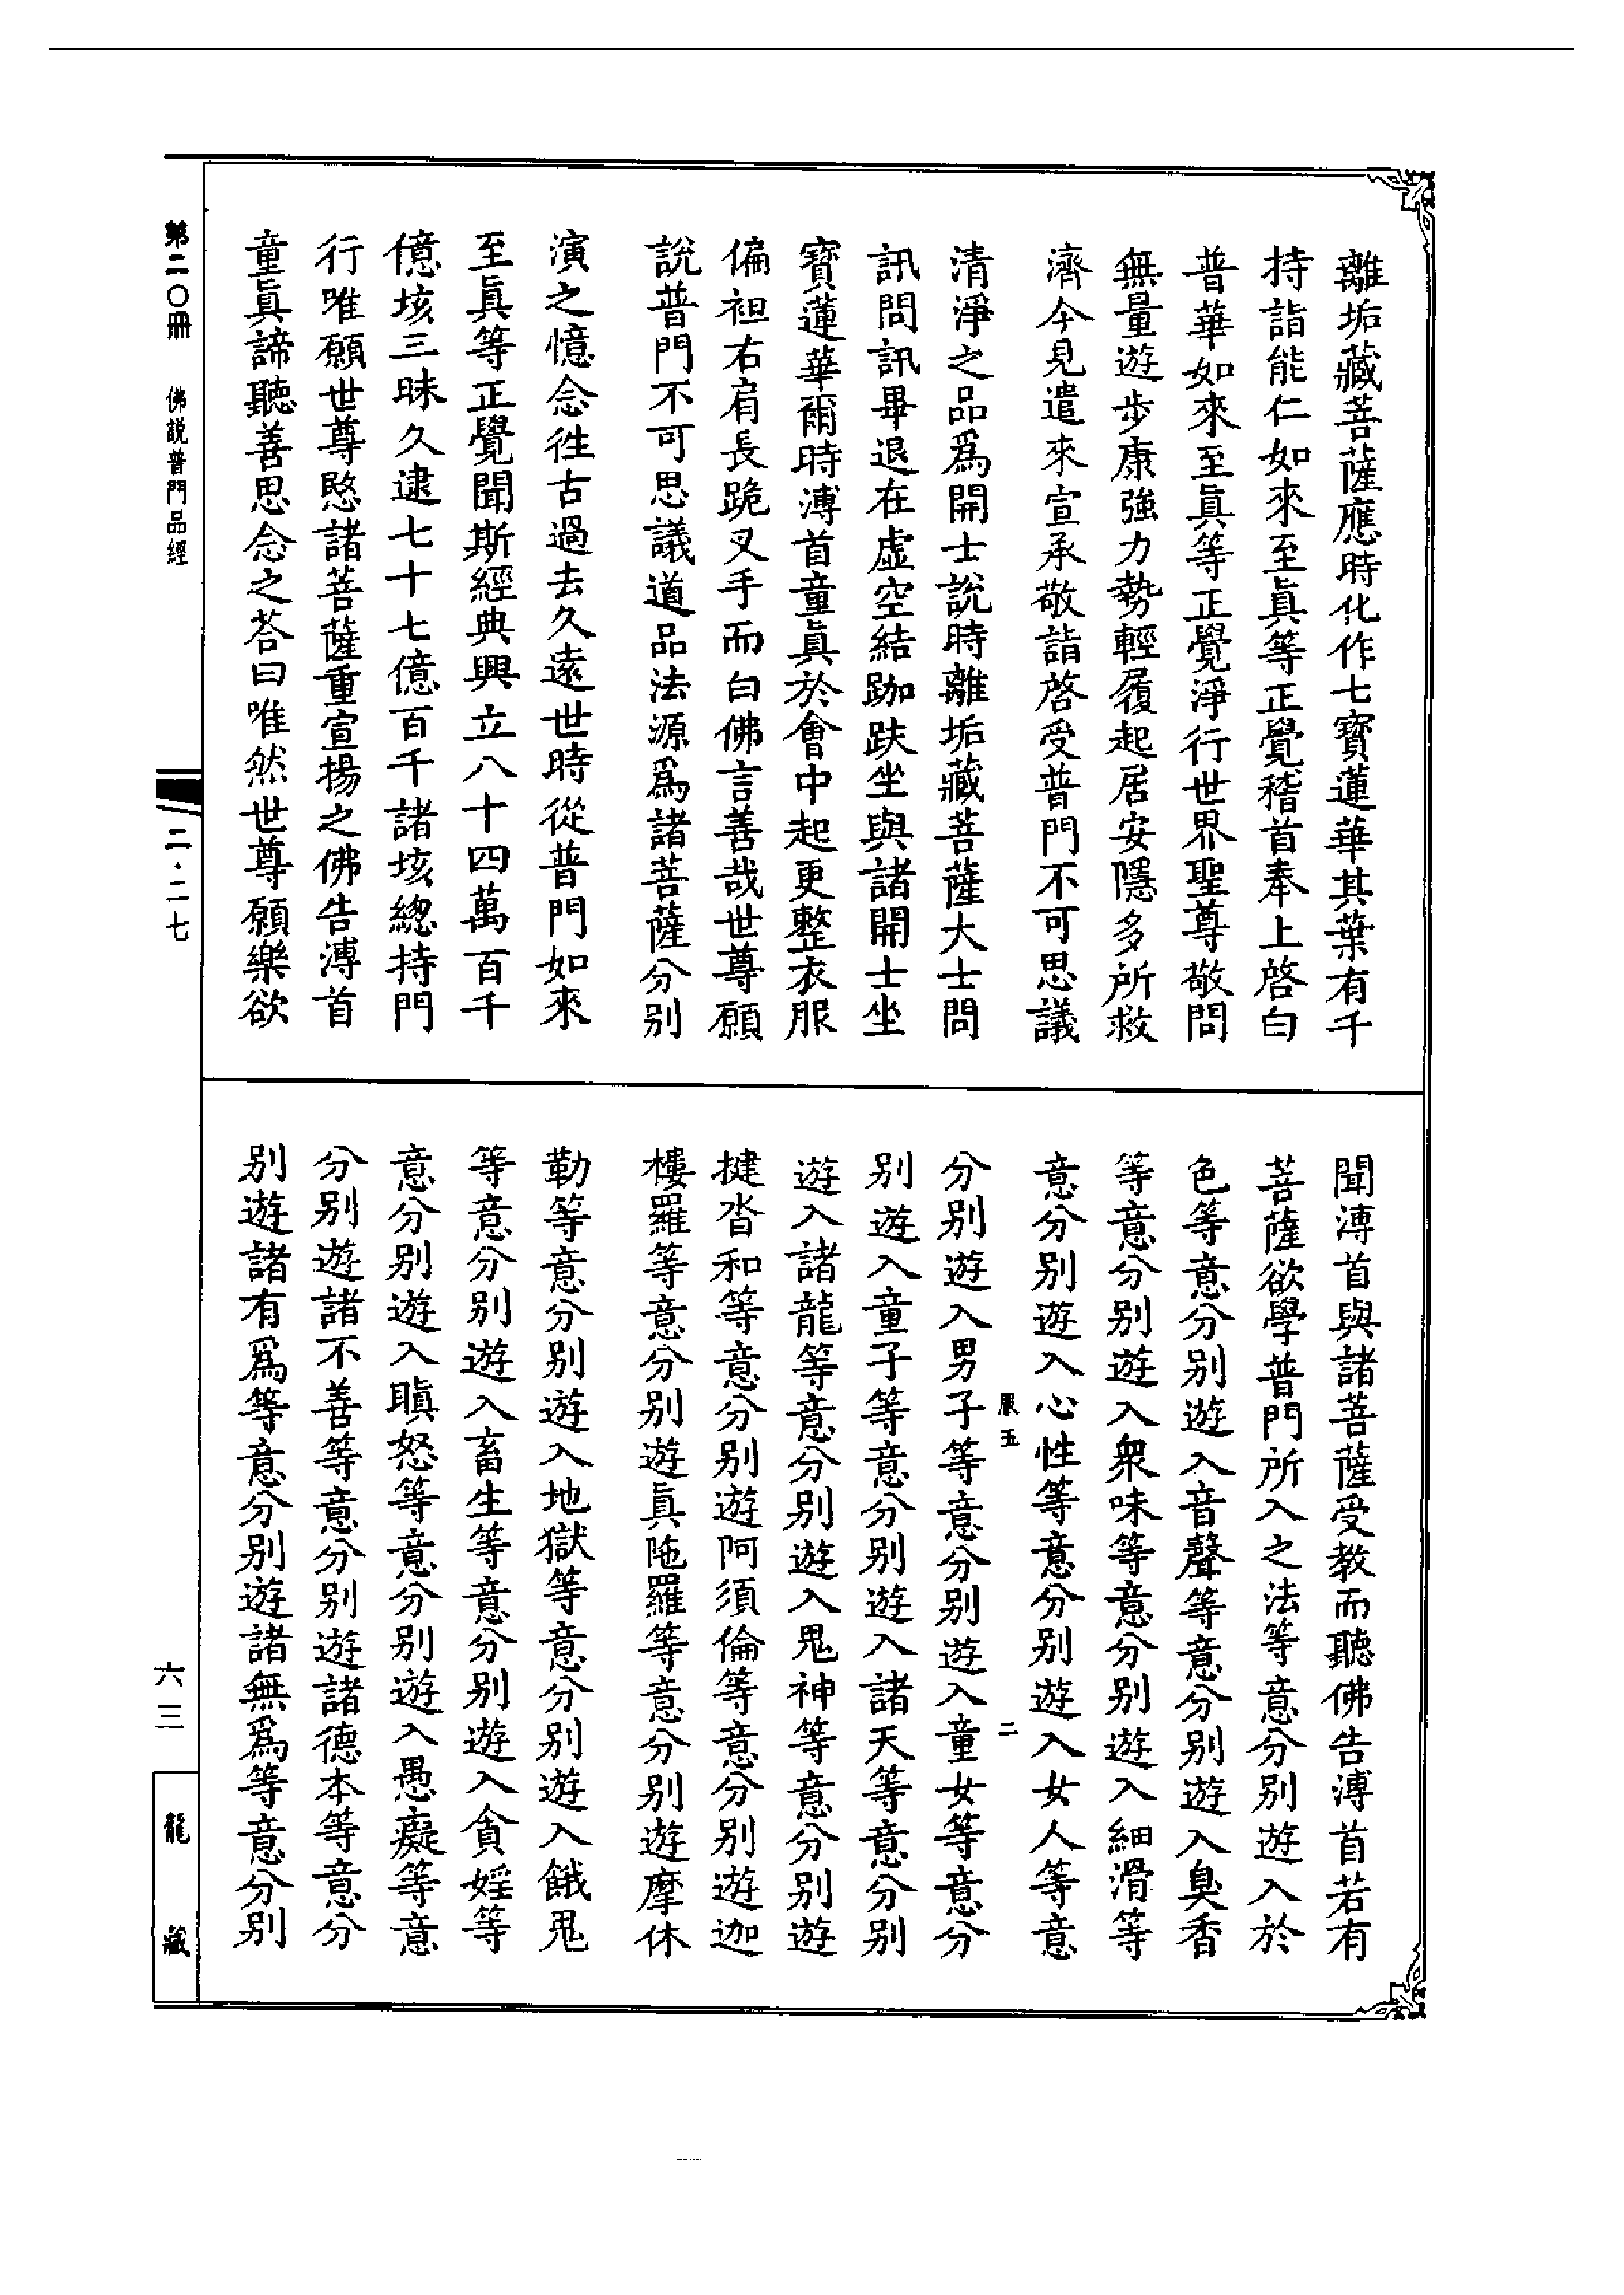 離垢藏菩薩應時化作七寶蓮華其葉有千
持詣能仁如來至眞等正覺稽首奉上啓白
普華如來至眞等正覺淨行世界聖尊敬問
無量遊步康強力勢輕履起居安隱多所救
濟今見遣來宣承敬詣啓受普門不可思議
清淨之品爲開士說時離垢藏菩薩大士問
訊問訊畢退在虛空結跏趺坐與諸開士坐
寶蓮華爾時溥首童眞於會中起更整衣服
偏袒右肩長跪叉手而白佛言善哉世尊願
說普門不可思議道品法源爲諸菩薩分別
演之憶念徃古過去久遠世時從普門如來
至眞等正覺聞斯經典興立八十四萬百千
億垓三昧久逮七十七億百千諸垓總持門
行唯願世尊愍諸菩薩重宣揚之佛告溥首
童眞諦聽善思念之荅曰唯然世尊願樂欲
聞溥首與諸菩薩受教而聽佛告溥首若有
菩薩欲學普門所入之法等意分別遊入於
色等意分別遊入音聲等意分別遊入臭香
等意分別遊入衆味等意分別遊入細滑等
意分別遊入心性等意分別遊入女人等意
服五 二
分別遊入男子等意分別遊入童女等意分
別遊入童子等意分別遊入諸天等意分別
遊入諸龍等意分別遊入鬼神等意分別遊
揵沓和等意分別遊阿須倫等意分別遊迦
樓羅等意分別遊眞陁羅等意分別遊摩休
勒等意分別遊入地獄等意分別遊入餓鬼
等意分別遊入畜生等意分別遊入貪婬等
意分別遊入瞋怒等意分別遊入愚癡等意
分別遊諸不善等意分別遊諸德本等意分
別遊諸有爲等意分別遊諸無爲等意分別
第二〇冊 佛説普門品經
二·二七
六三
龍藏